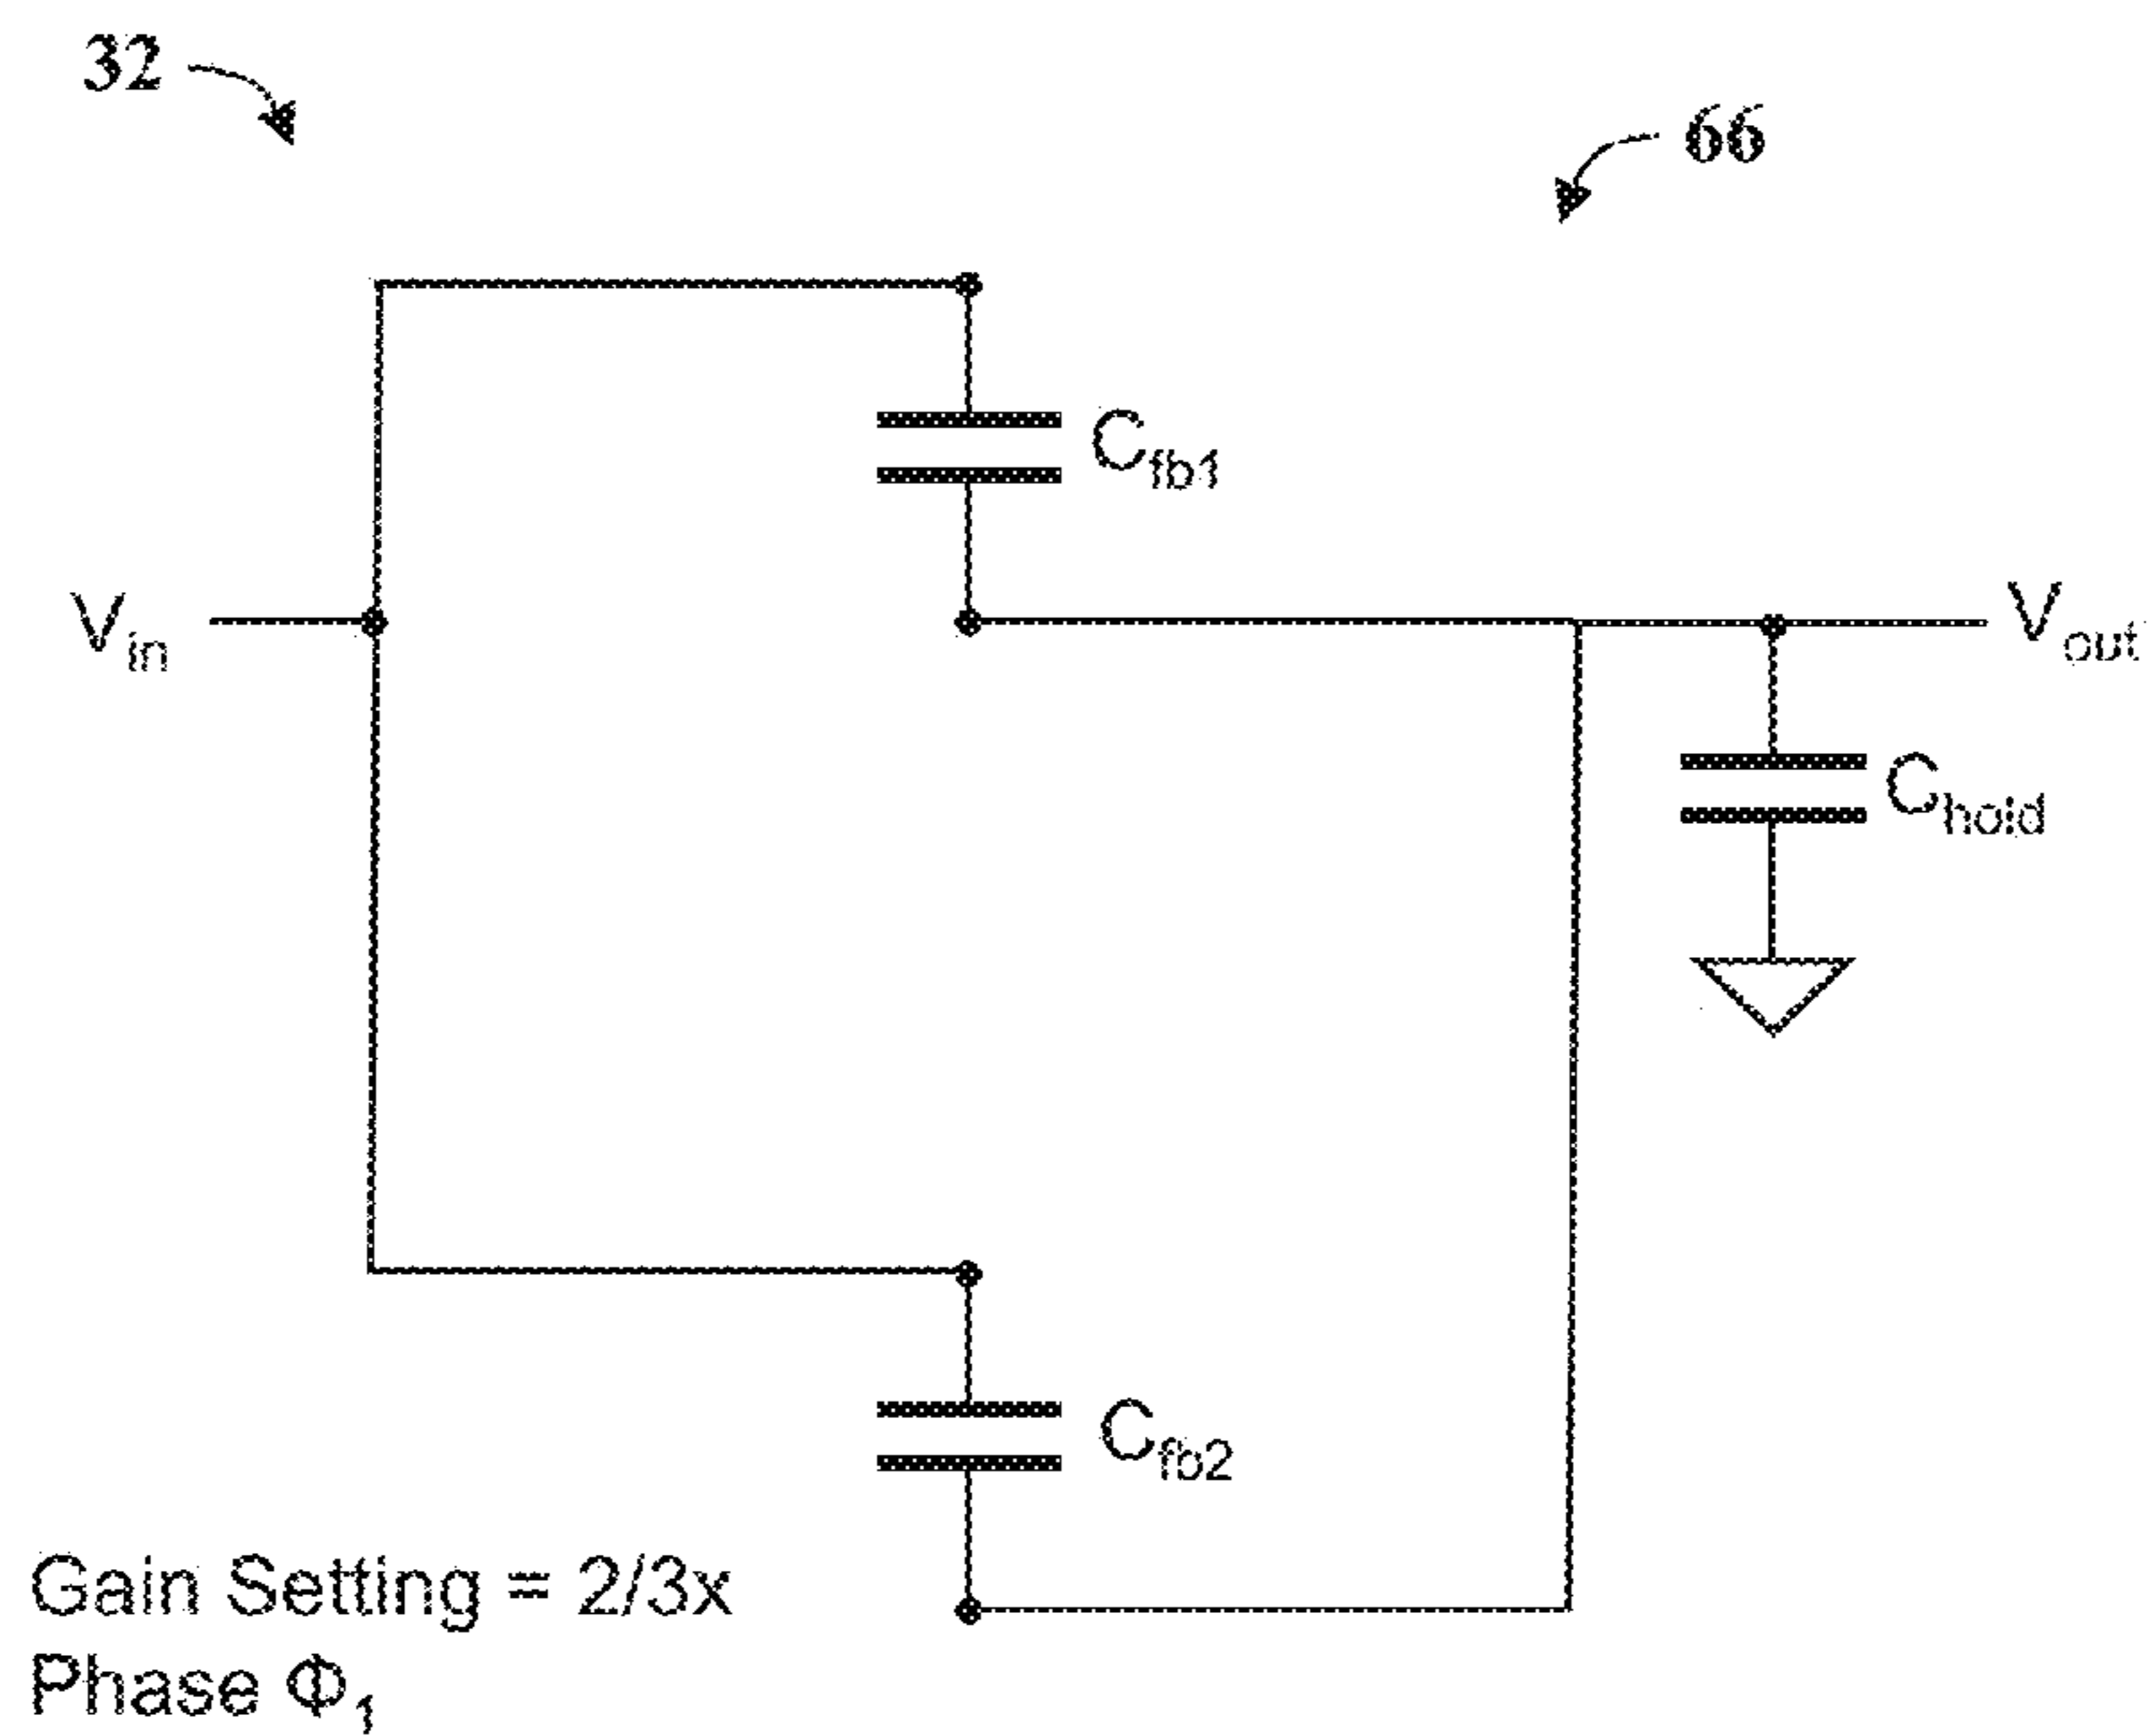 32
66
C_fb1
V_in
V_out
C_hold
C_fb2
Gain Setting = 2/3x
Phase Φ_1